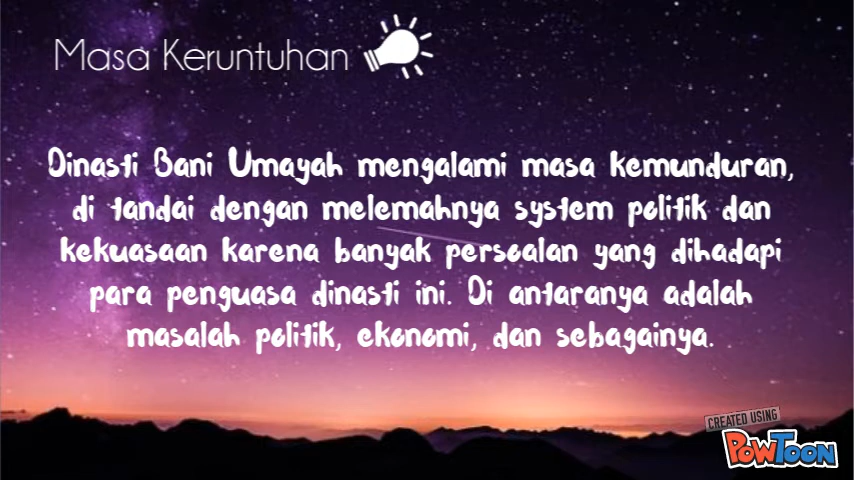 Masa Keruntuhan
Dinasti Bani Umayah mengalami masa kemunduran,
di tandai dengan melemahnya system politik dan
kekuasaan karena banyak persoalan yang dihadapi
para penguasa dinasti ini. Di antaranya adalah
masalah politik, ekonomi, dan sebagainya.
CREATED USING
POWTOON